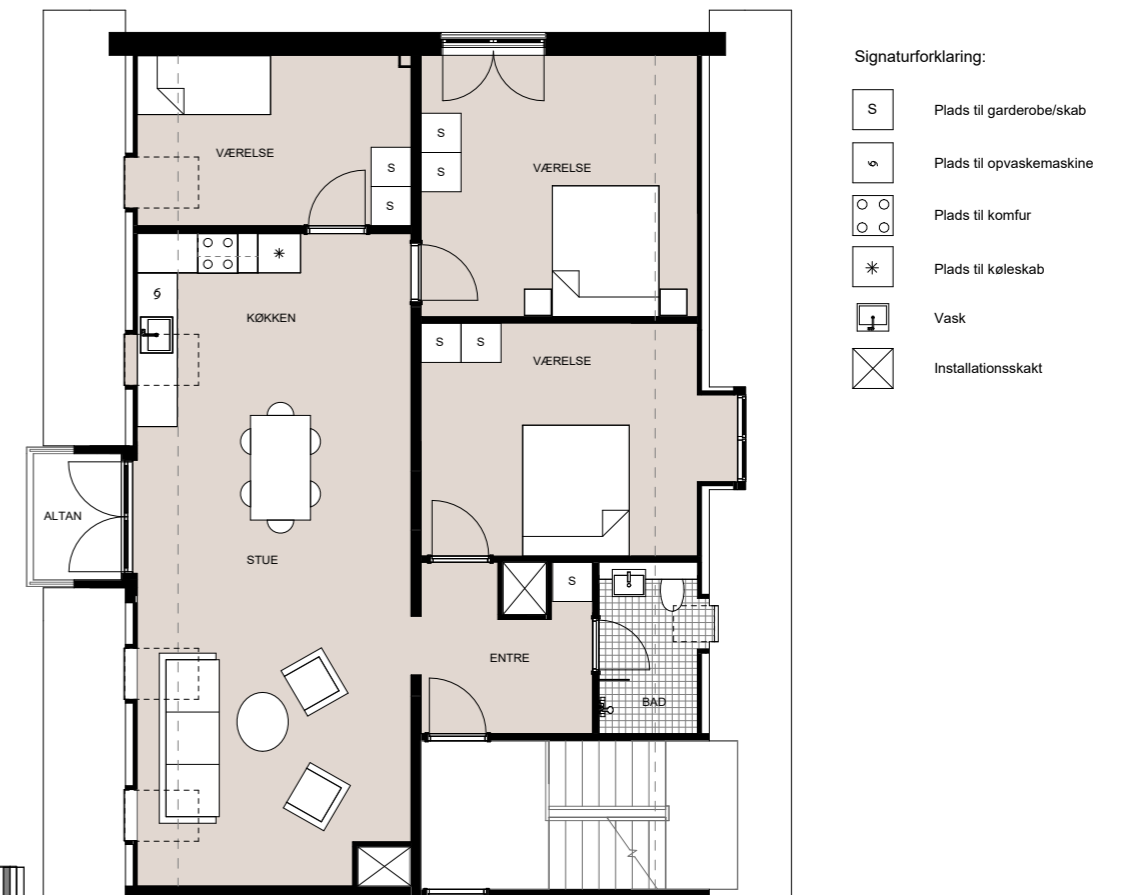 Signaturforklaring:
S Plads til garderobe/skab
Plads til opvaskemaskine
Plads til komfur
Plads til køleskab
Vask
Installationsskakt
VÆRELSE
S
S
S
S
VÆRELSE
KØKKEN
S S
VÆRELSE
ALTAN
STUE
S
ENTRE
BAD